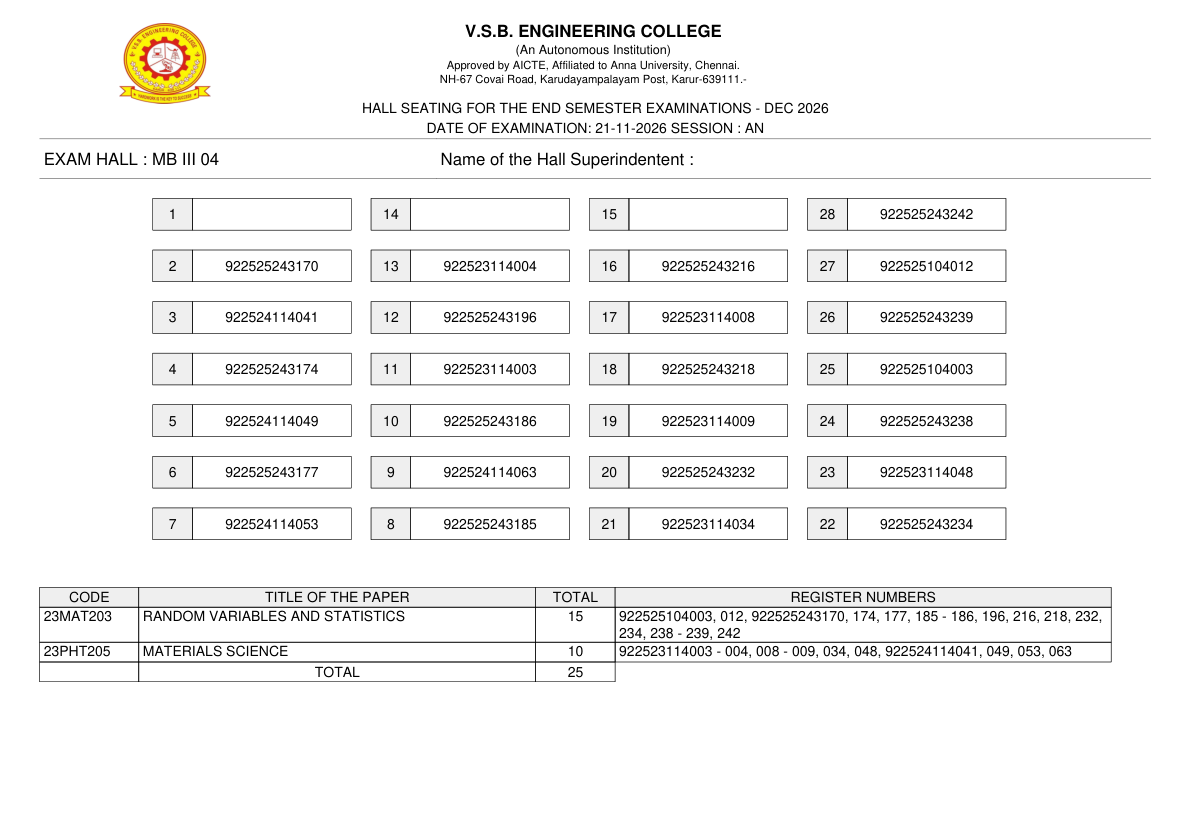 V.S.B. ENGINEERING COLLEGE
(An Autonomous Institution)
Approved by AICTE, Affiliated to Anna University, Chennai.
NH-67 Covai Road, Karudayampalayam Post, Karur-639111.-
HALL SEATING FOR THE END SEMESTER EXAMINATIONS - DEC 2026
DATE OF EXAMINATION: 21-11-2026 SESSION : AN
EXAM HALL : MB III 04 Name of the Hall Superintendent :
1 14 15 28 922525243242
2 922525243170 13 922523114004 16 922525243216 27 922525104012
3 922524114041 12 922525243196 17 922523114008 26 922525243239
4 922525243174 11 922523114003 18 922525243218 25 922525104003
5 922524114049 10 922525243186 19 922523114009 24 922525243238
6 922525243177 9 922524114063 20 922525243232 23 922523114048
7 922524114053 8 922525243185 21 922523114034 22 922525243234
CODE TITLE OF THE PAPER TOTAL REGISTER NUMBERS
23MAT203 RANDOM VARIABLES AND STATISTICS 15 922525104003, 012, 922525243170, 174, 177, 185 - 186, 196, 216, 218, 232,
234, 238 - 239, 242
23PHT205 MATERIALS SCIENCE 10 922523114003 - 004, 008 - 009, 034, 048, 922524114041, 049, 053, 063
TOTAL 25